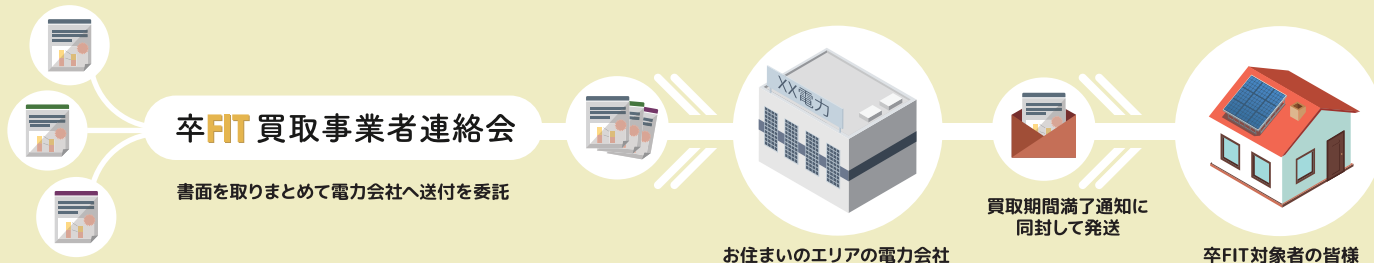 卒FIT買取事業者連絡会
書面を取りまとめて電力会社へ送付を委託
XX電力
お住まいのエリアの電力会社
買取期間満了通知に
同封して発送
卒FIT対象者の皆様